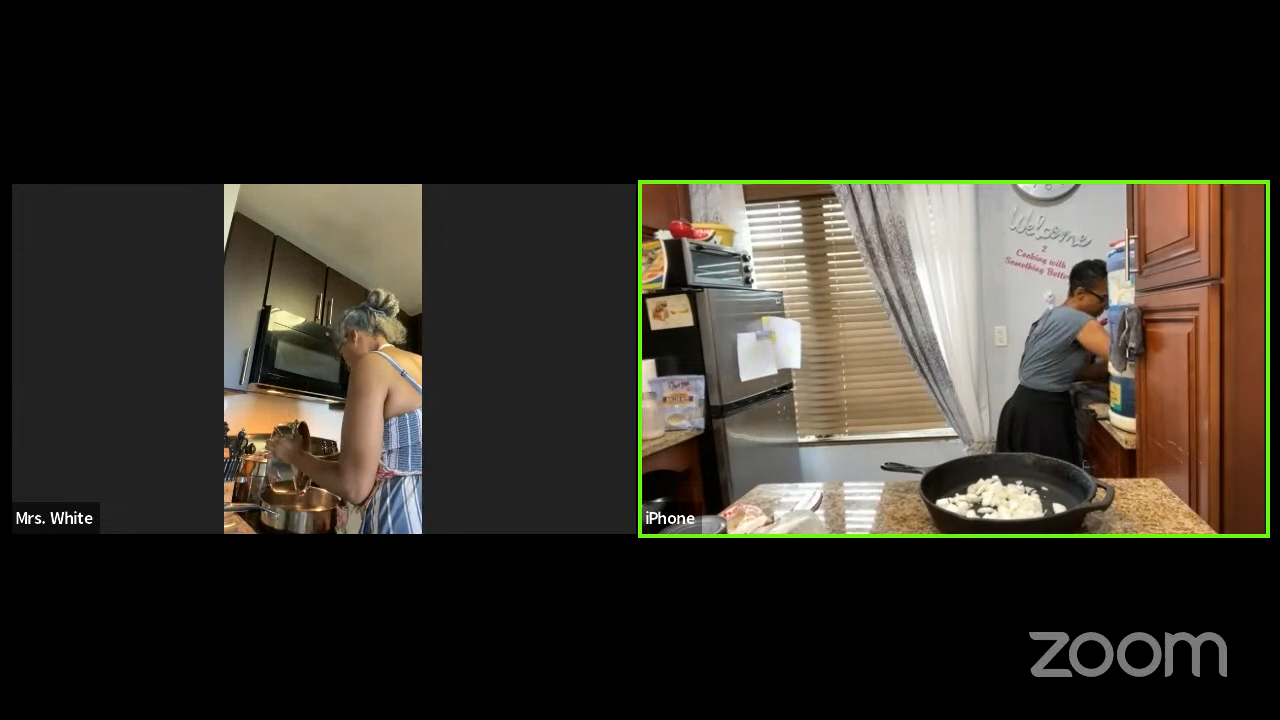 Welcome
2
Cooking with
Something Better
Mrs. White
iPhone
zoom